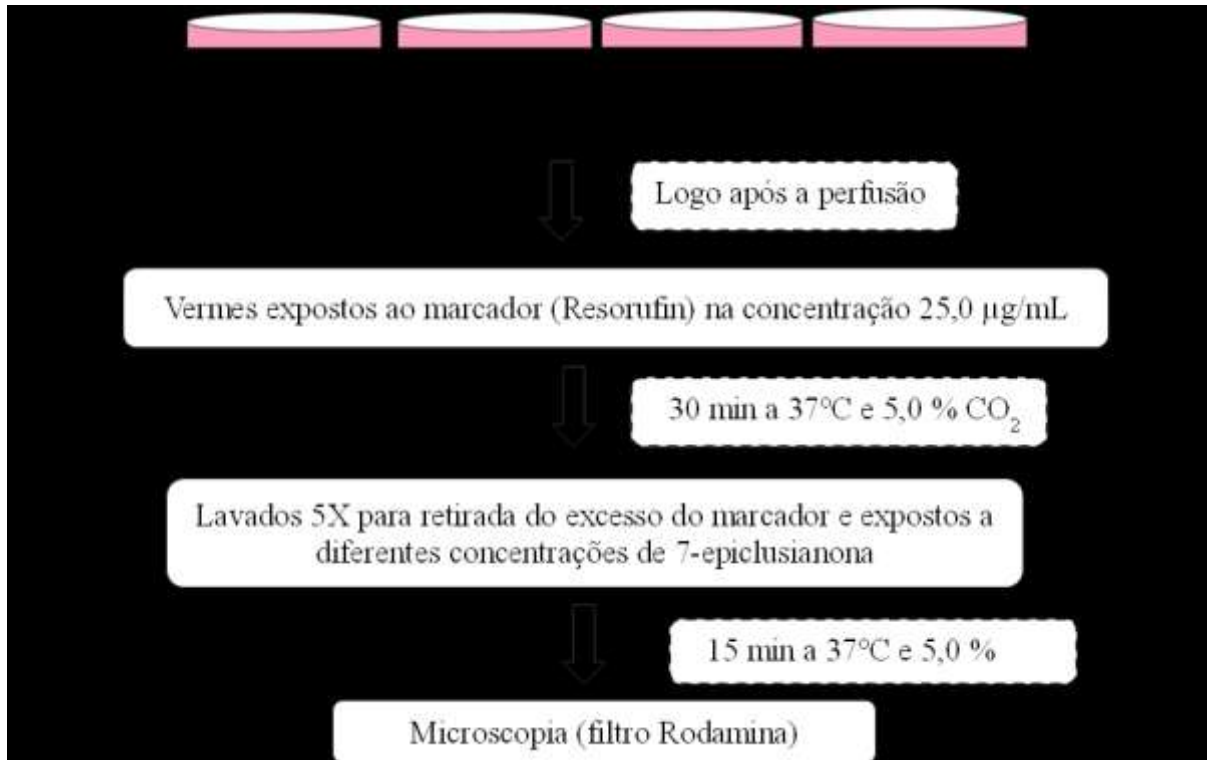 Logo após a perfusão
Vermes expostos ao marcador (Resorufin) na concentração 25,0 µg/mL
30 min a 37°C e 5,0 % CO₂
Lavados 5X para retirada do excesso do marcador e expostos a
diferentes concentrações de 7-epiclusianona
15 min a 37°C e 5,0 %
Microscopia (filtro Rodamina)